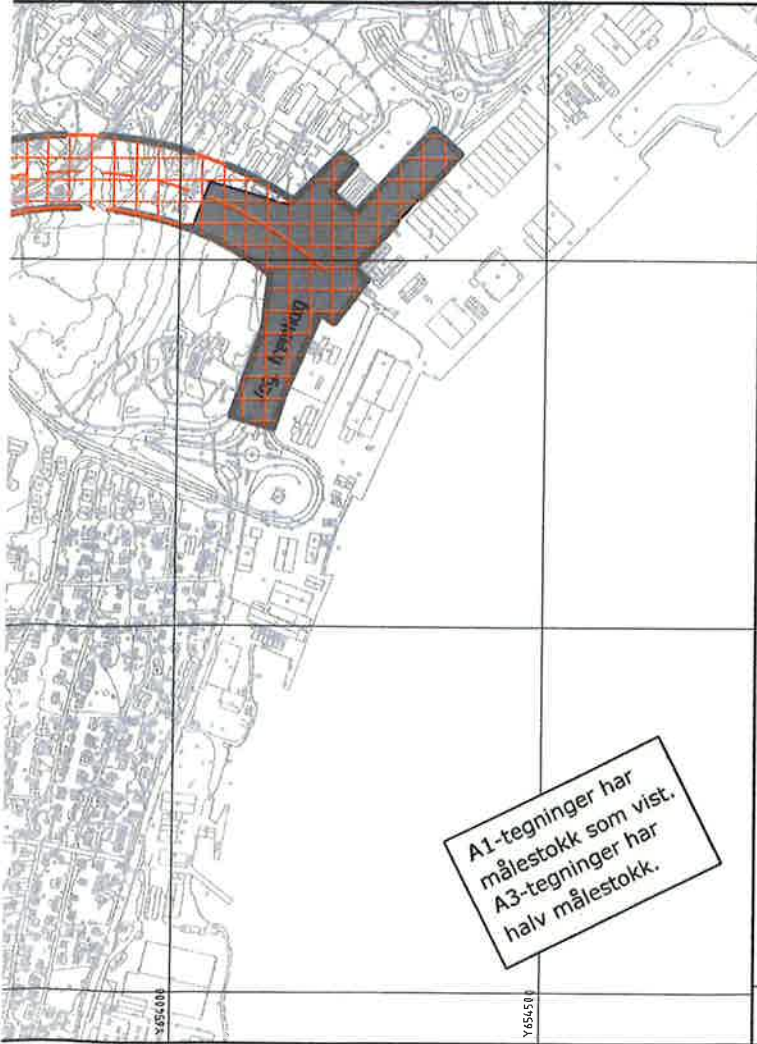 A1-tegninger har
målestokk som vist.
A3-tegninger har
halv målestokk.
Y654000
Y654500